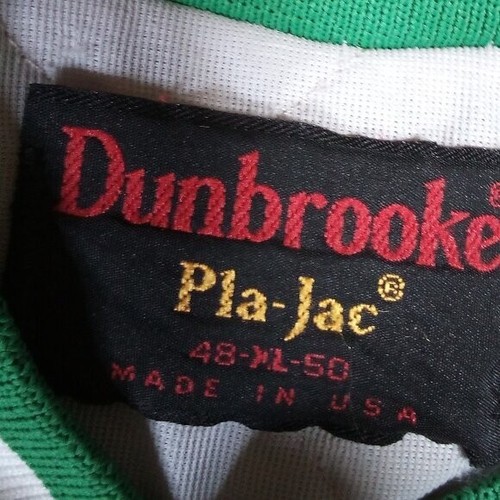 Dunbrooke®
Pla-Jac®
48-XL-50
MADE IN USA